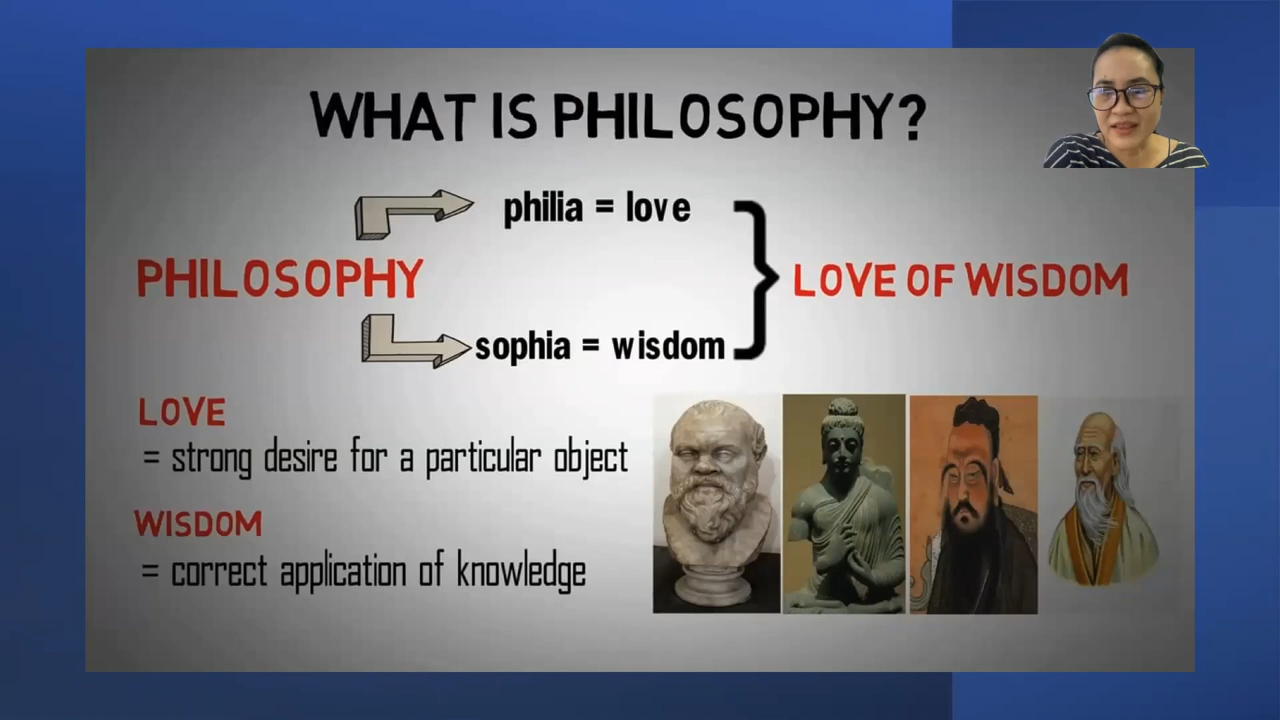 WHAT IS PHILOSOPHY?
philia = love
PHILOSOPHY
LOVE OF WISDOM
sophia = wisdom
LOVE
= strong desire for a particular object
WISDOM
= correct application of knowledge